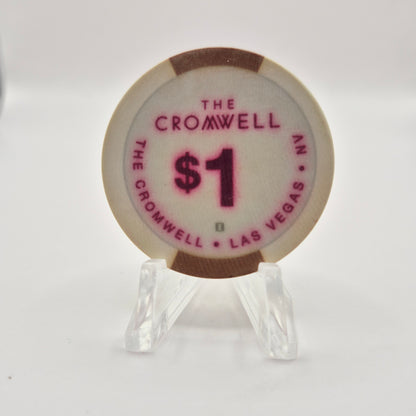 THE
CROMWELL
$1
THE CROMWELL • LAS VEGAS • NV